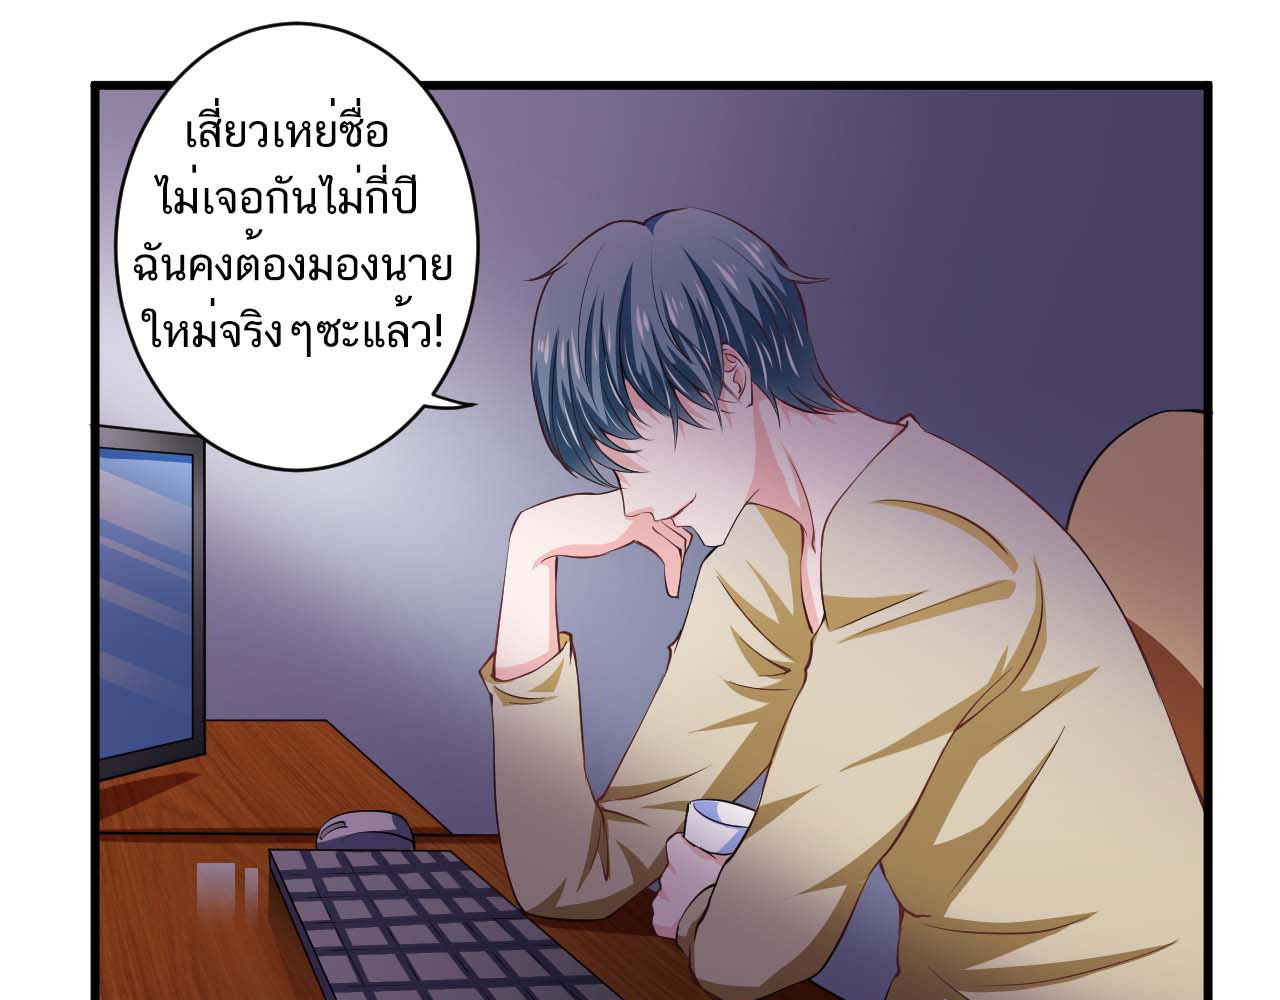 เสี่ยวเหย่ซื่อ
ไม่เจอกันไม่กี่ปี
ฉันคงต้องมองนาย
ใหม่จริงๆซะแล้ว!